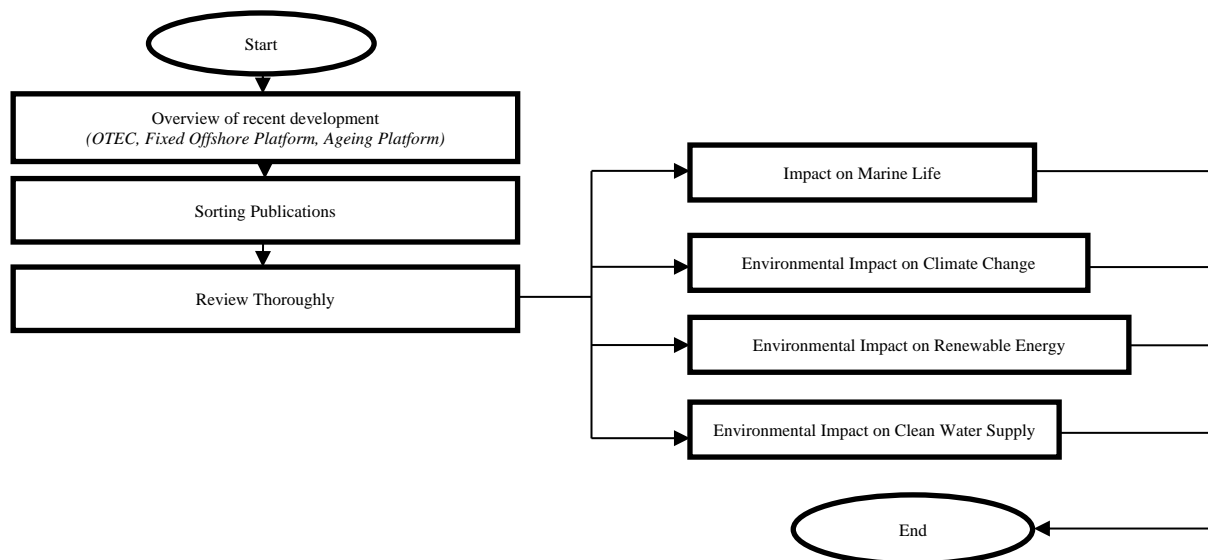 Start
Overview of recent development
(OTEC, Fixed Offshore Platform, Ageing Platform)
Sorting Publications
Review Thoroughly
Impact on Marine Life
Environmental Impact on Climate Change
Environmental Impact on Renewable Energy
Environmental Impact on Clean Water Supply
End